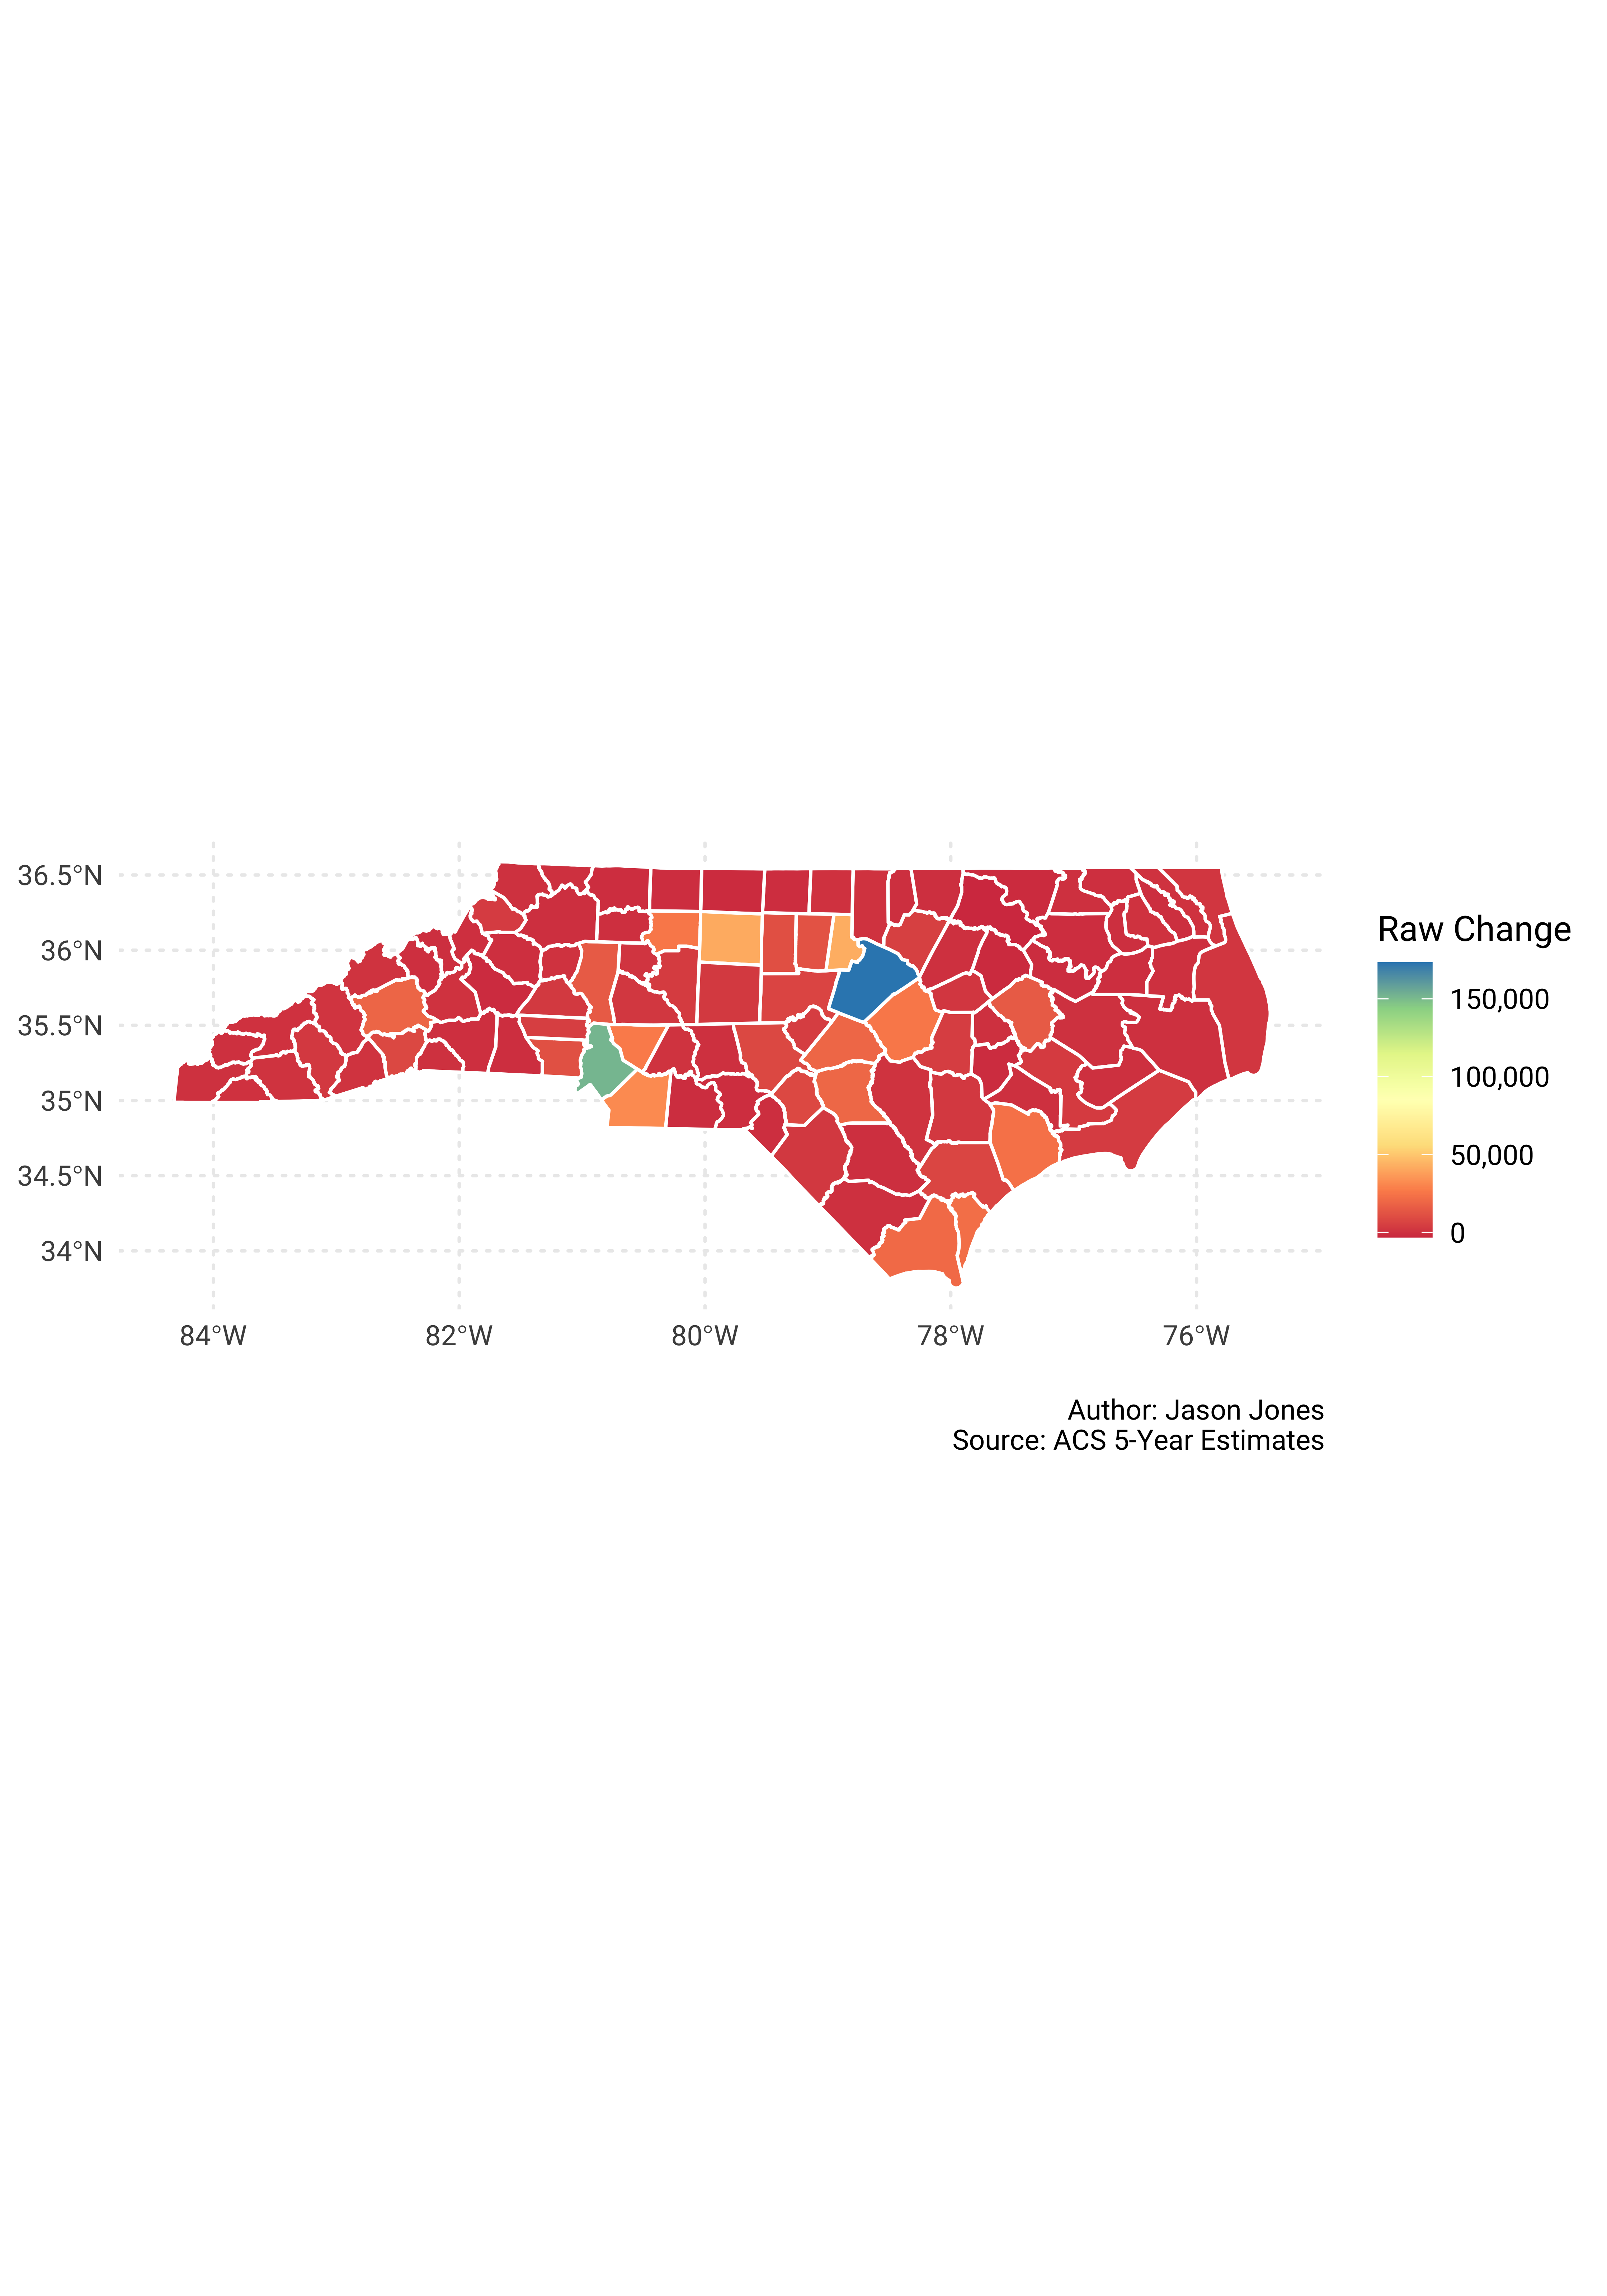 36.5°N
36°N
35.5°N
35°N
34.5°N
34°N
84°W
82°W
80°W
78°W
76°W
Raw Change
150,000
100,000
50,000
0
Author: Jason Jones
Source: ACS 5-Year Estimates